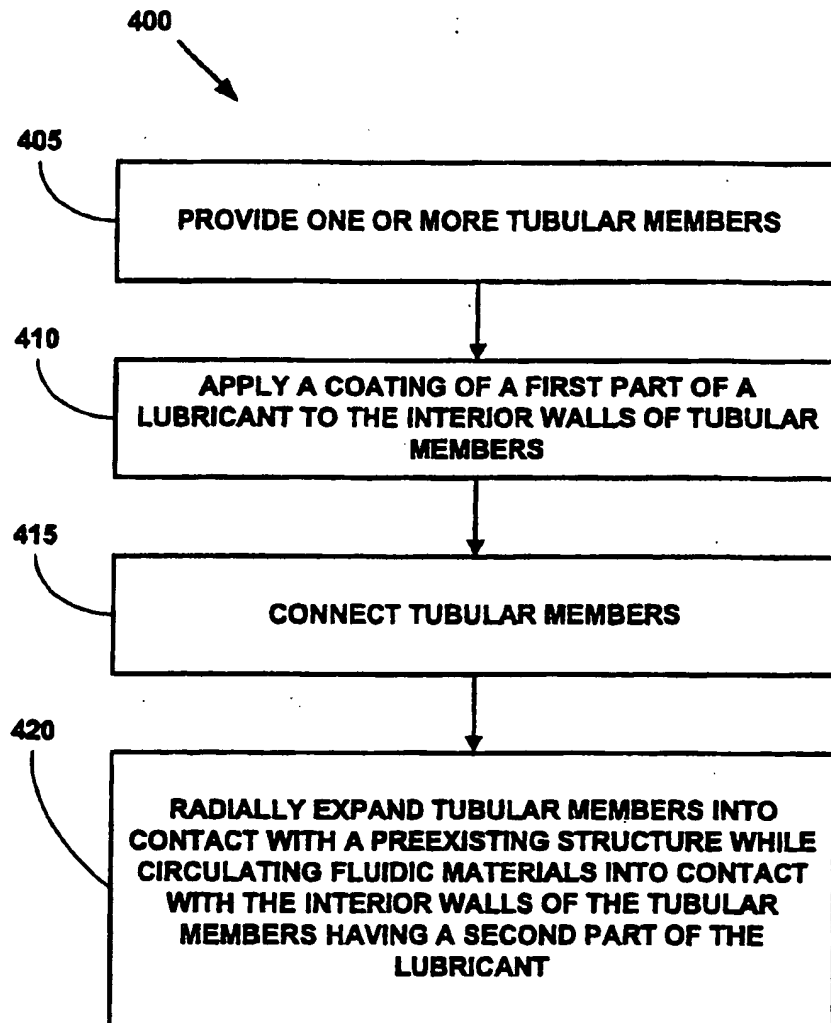 400
405
PROVIDE ONE OR MORE TUBULAR MEMBERS
410
APPLY A COATING OF A FIRST PART OF A
LUBRICANT TO THE INTERIOR WALLS OF TUBULAR
MEMBERS
415
CONNECT TUBULAR MEMBERS
420
RADIALLY EXPAND TUBULAR MEMBERS INTO
CONTACT WITH A PREEXISTING STRUCTURE WHILE
CIRCULATING FLUIDIC MATERIALS INTO CONTACT
WITH THE INTERIOR WALLS OF THE TUBULAR
MEMBERS HAVING A SECOND PART OF THE
LUBRICANT